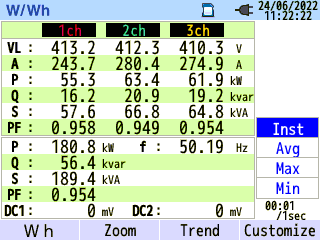 W/Wh 24/06/2022
11:22:22
1ch 2ch 3ch
VL: 413.2 412.3 410.3 V
A: 243.7 280.4 274.9 A
P: 55.3 63.4 61.9 kW
Q: 16.2 20.9 19.2 kvar
S: 57.6 66.8 64.8 kVA
PF: 0.958 0.949 0.954
P: 180.8 kW f: 50.19 Hz
Q: 56.4 kvar
S: 189.4 kVA
PF: 0.954
DC1: 0 mV DC2: 0 mV
Inst
Avg
Max
Min
00:01
/1sec
Wh Zoom Trend Customize